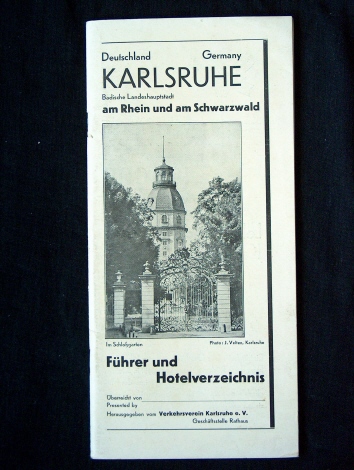 Deutschland Germany
KARLSRUHE
Badische Landeshauptstadt
am Rhein und am Schwarzwald
Im Schloßgarten Photo: J. Velten, Karlsruhe
Führer und
Hotelverzeichnis
Überreicht von
Presented by
Herausgegeben vom Verkehrsverein Karlsruhe e. V.
Geschäftsstelle Rathaus